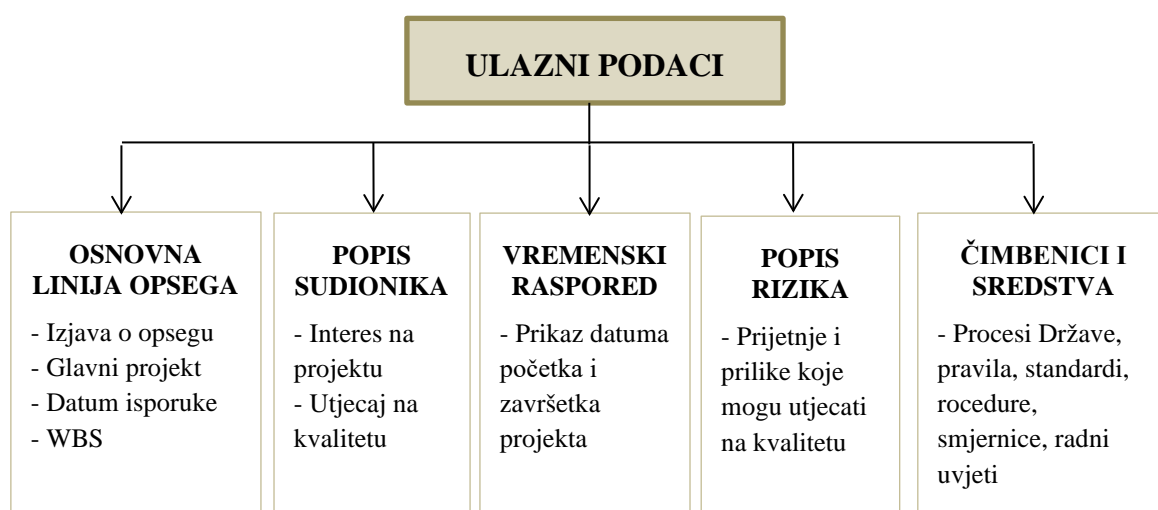 ULAZNI PODACI
OSNOVNA
LINIJA OPSEGA
- Izjava o opsegu
- Glavni projekt
- Datum isporuke
- WBS
POPIS
SUDIONIKA
- Interes na
projektu
- Utjecaj na
kvalitetu
VREMENSKI
RASPORED
- Prikaz datuma
početka i
završetka
projekta
POPIS
RIZIKA
- Prijetnje i
prilike koje
mogu utjecati
na kvalitetu
ČIMBENICI I
SREDSTVA
- Procesi Države,
pravila, standardi,
rocedure,
smjernice, radni
uvjeti